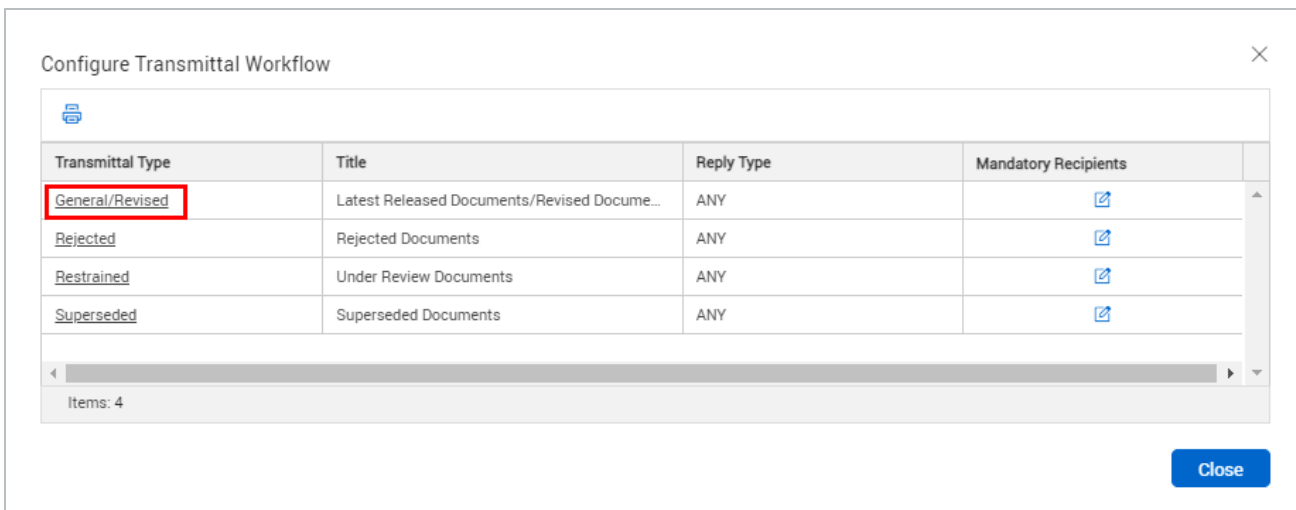 Configure Transmittal Workflow
Transmittal Type Title Reply Type Mandatory Recipients
General/Revised Latest Released Documents/Revised Docume... ANY
Rejected Rejected Documents ANY
Restrained Under Review Documents ANY
Superseded Superseded Documents ANY
Items: 4
Close